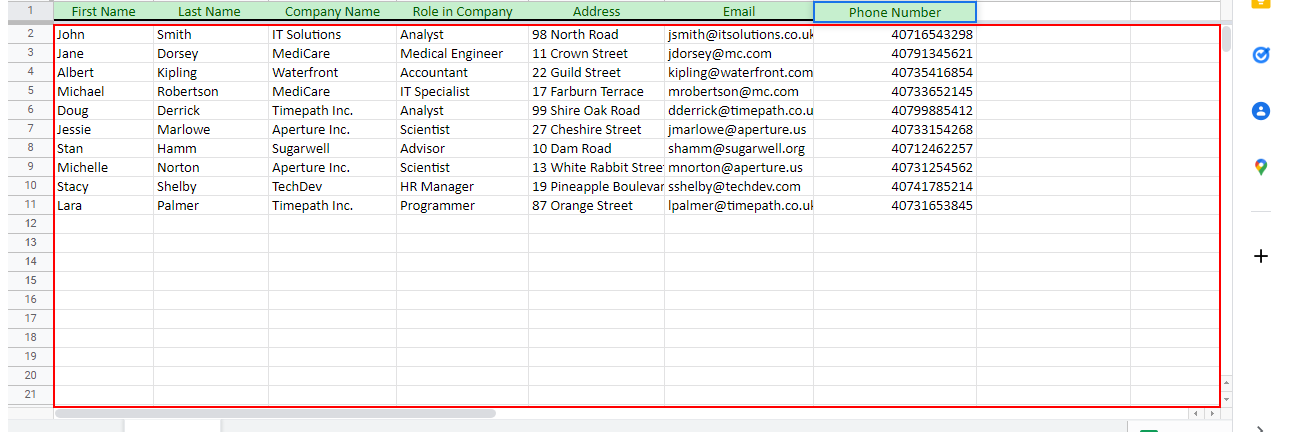 1 First Name Last Name Company Name Role in Company Address Email Phone Number
2 John Smith IT Solutions Analyst 98 North Road jsmith@itsolutions.co.uk 40716543298
3 Jane Dorsey MediCare Medical Engineer 11 Crown Street jdorsey@mc.com 40791345621
4 Albert Kipling Waterfront Accountant 22 Guild Street kipling@waterfront.com 40735416854
5 Michael Robertson MediCare IT Specialist 17 Farburn Terrace mrobertson@mc.com 40733652145
6 Doug Derrick Timepath Inc. Analyst 99 Shire Oak Road dderrick@timepath.co.u 40799885412
7 Jessie Marlowe Aperture Inc. Scientist 27 Cheshire Street jmarlowe@aperture.us 40733154268
8 Stan Hamm Sugarwell Advisor 10 Dam Road shamm@sugarwell.org 40712462257
9 Michelle Norton Aperture Inc. Scientist 13 White Rabbit Stree mnorton@aperture.us 40731254562
10 Stacy Shelby TechDev HR Manager 19 Pineapple Boulevar sshelby@techdev.com 40741785214
11 Lara Palmer Timepath Inc. Programmer 87 Orange Street lpalmer@timepath.co.uk 40731653845
12
13
14
15
16
17
18
19
20
21